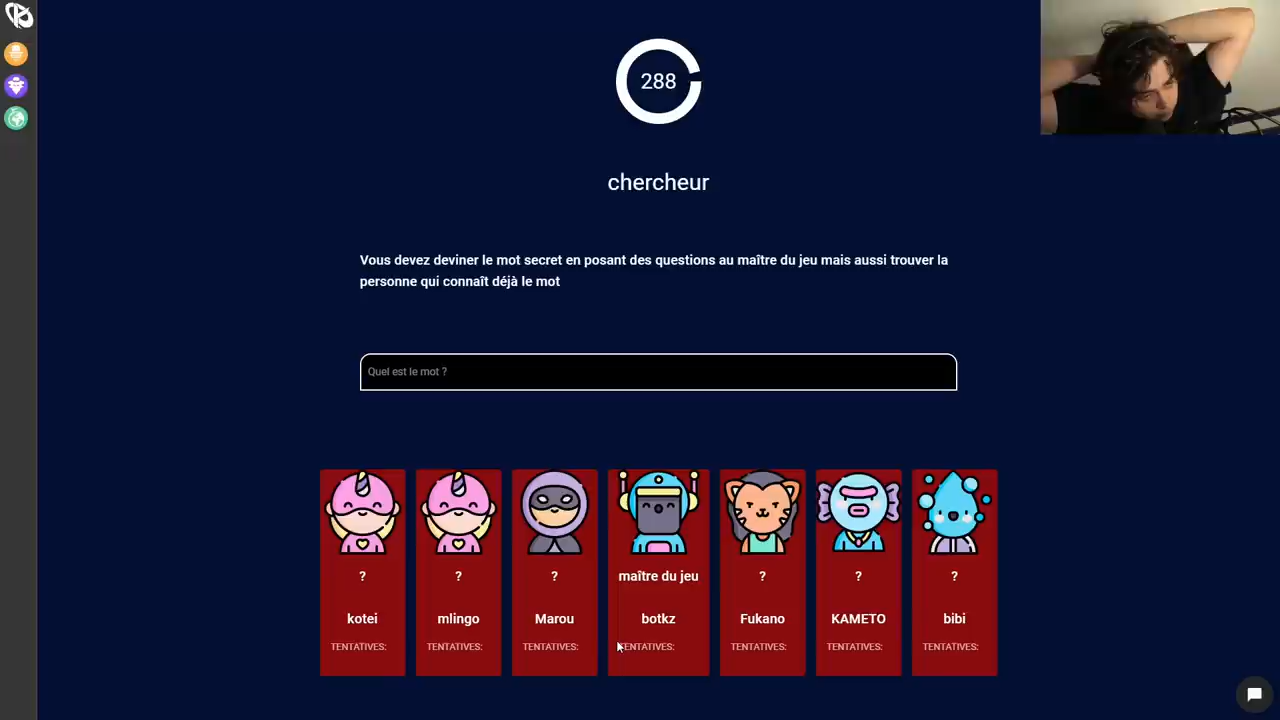 288
chercheur
Vous devez deviner le mot secret en posant des questions au maître du jeu mais aussi trouver la
personne qui connaît déjà le mot
Quel est le mot ?
? ? ? maître du jeu ? ? ?
kotei mlingo Marou botkz Fukano KAMETO bibi
TENTATIVES: TENTATIVES: TENTATIVES: TENTATIVES: TENTATIVES: TENTATIVES: TENTATIVES: